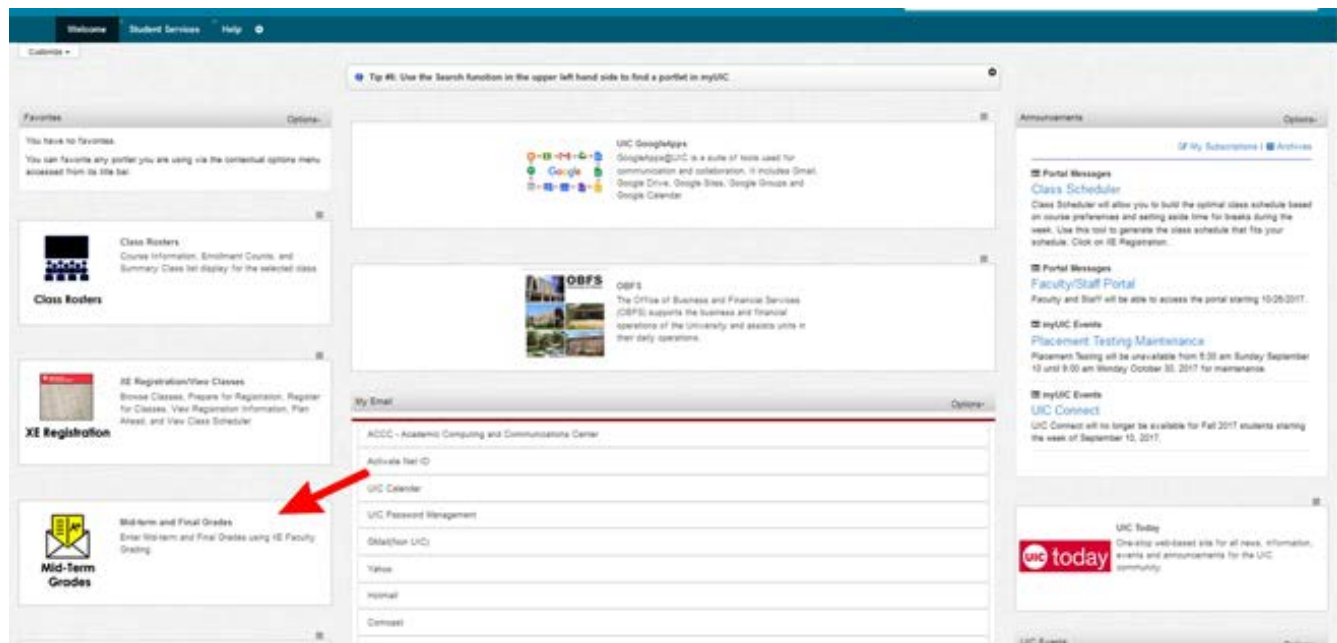 Welcome Student Services Help
Customize
Tip #6: Use the Search function in the upper left hand side to find a portlet in myUIC
Favorites Options
You have no favorites.
You can favorite any portlet you are using via the contextual options menu
accessed from its title bar.
Class Rosters
Course Information, Enrollment Counts, and
Summary Class list display for the selected class
Class Rosters
XE Registration/View Classes
Browse Classes, Prepare for Registration, Register
for Classes, View Registration Information, Plan
Ahead, and View Class Scheduler
XE Registration
Mid-term and Final Grades
Enter Mid-term and Final Grades using XE Faculty
Grading.
Mid-Term
Grades
UIC GoogleApps
GoogleApps@UIC is a suite of tools used for
communication and collaboration. It includes Gmail,
Google Drive, Google Sites, Google Groups and
Google Calendar
Google
OBFS
OBFS
The Office of Business and Financial Services
(OBFS) supports the business and financial
operations of the University and assists units in
their daily operations.
My Email Options
ACCC - Academic Computing and Communications Center
Activate Net ID
UIC Calendar
UIC Password Management
GMail(Non UIC)
Yahoo
Hotmail
Comcast
Announcements Options
My Subscriptions | Archives
Portal Messages
Class Scheduler
Class Scheduler will allow you to build the optimal class schedule based
on course preferences and setting aside time for breaks during the
week. Use this tool to generate the class schedule that fits your
schedule. Click on XE Registration.
Portal Messages
Faculty/Staff Portal
Faculty and Staff will be able to access the portal starting 10/26/2017.
myUIC Events
Placement Testing Maintenance
Placement Testing will be unavailable from 5:30 am Sunday September
10 until 9:00 am Monday October 30, 2017 for maintenance.
myUIC Events
UIC Connect
UIC Connect will no longer be available for Fall 2017 students starting
the week of September 10, 2017.
UIC Today
One-stop web-based site for all news, information,
events and announcements for the UIC
community.
UIC today
UIC Events